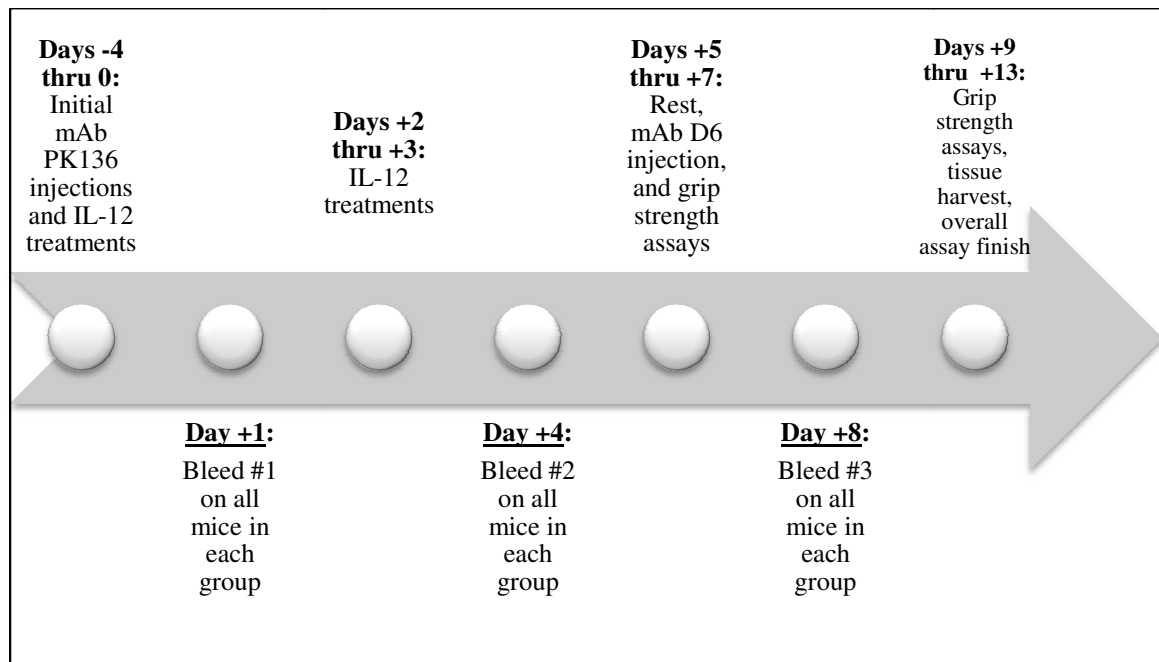 Days -4
thru 0:
Initial
mAb
PK136
injections
and IL-12
treatments
Days +2
thru +3:
IL-12
treatments
Days +5
thru +7:
Rest,
mAb D6
injection,
and grip
strength
assays
Days +9
thru +13:
Grip
strength
assays,
tissue
harvest,
overall
assay finish
Day +1:
Bleed #1
on all
mice in
each
group
Day +4:
Bleed #2
on all
mice in
each
group
Day +8:
Bleed #3
on all
mice in
each
group